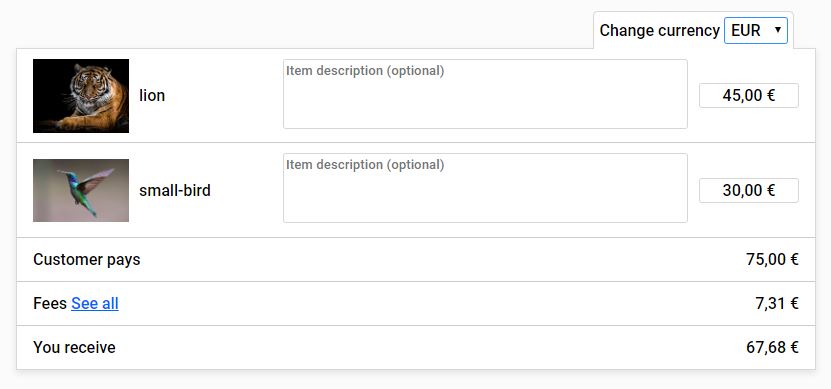 Change currency EUR
Item description (optional)
lion 45,00 €
Item description (optional)
small-bird 30,00 €
Customer pays 75,00 €
Fees See all 7,31 €
You receive 67,68 €